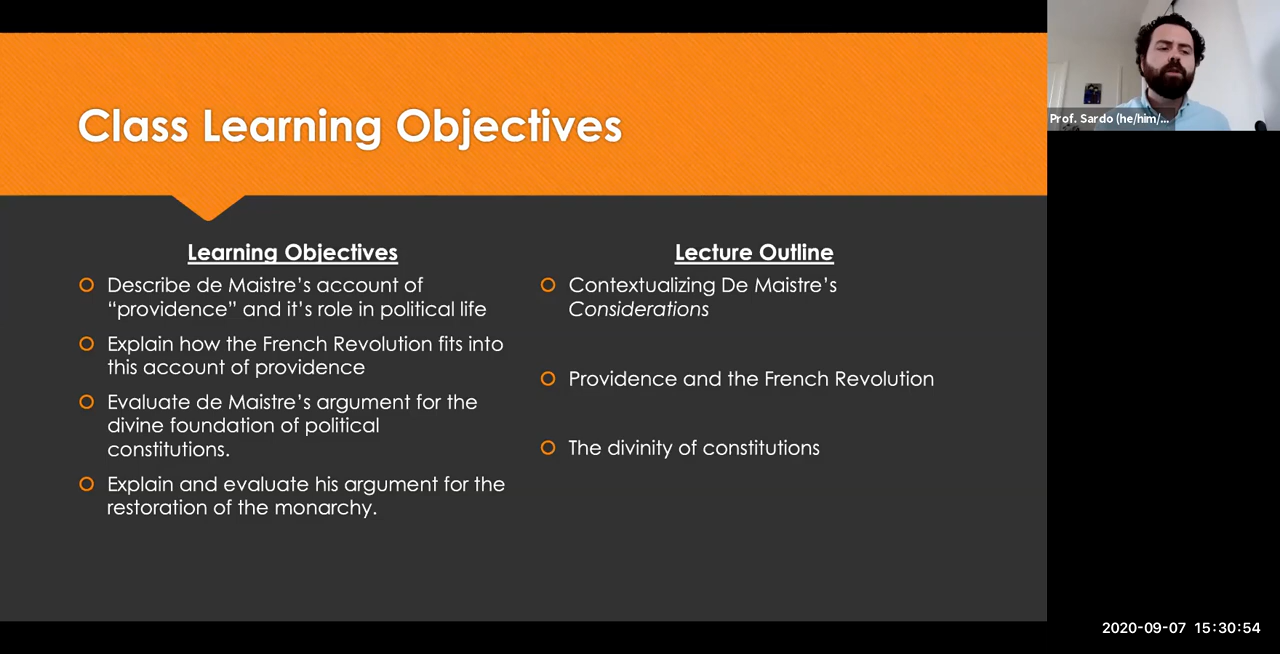 Class Learning Objectives
Learning Objectives
Describe de Maistre’s account of
“providence” and it’s role in political life
Explain how the French Revolution fits into
this account of providence
Evaluate de Maistre’s argument for the
divine foundation of political
constitutions.
Explain and evaluate his argument for the
restoration of the monarchy.
Lecture Outline
Contextualizing De Maistre’s
Considerations
Providence and the French Revolution
The divinity of constitutions
Prof. Sardo (he/him/...
2020-09-07 15:30:54